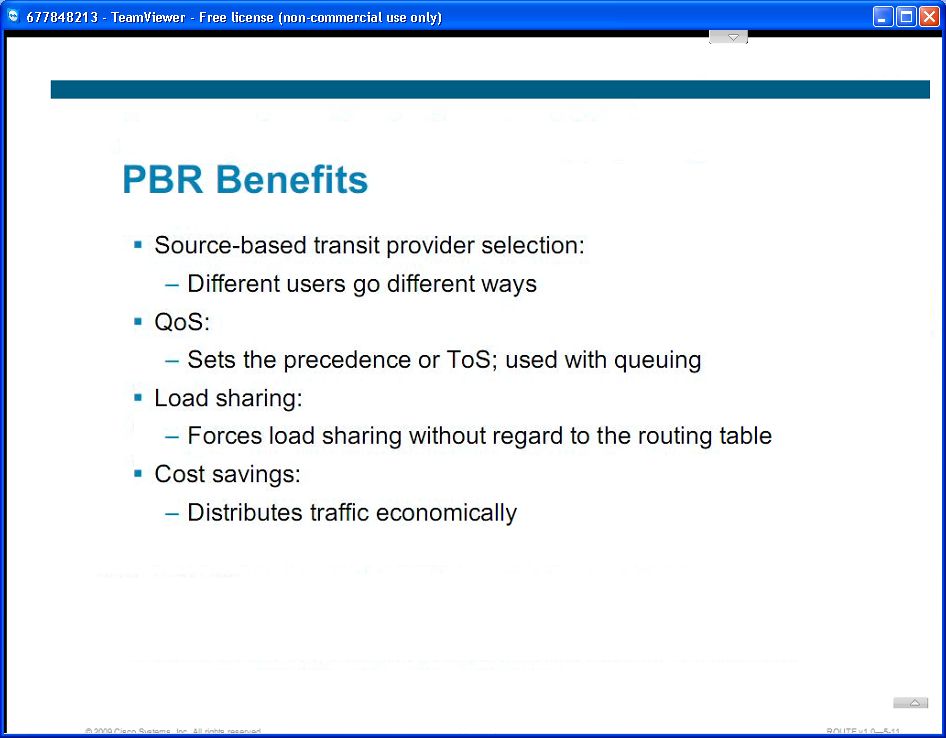 677848213 - TeamViewer - Free license (non-commercial use only)
PBR Benefits
Source-based transit provider selection:
– Different users go different ways
QoS:
– Sets the precedence or ToS; used with queuing
Load sharing:
– Forces load sharing without regard to the routing table
Cost savings:
– Distributes traffic economically
© 2009 Cisco Systems, Inc. All rights reserved.
ROUTE v1.0—5-11